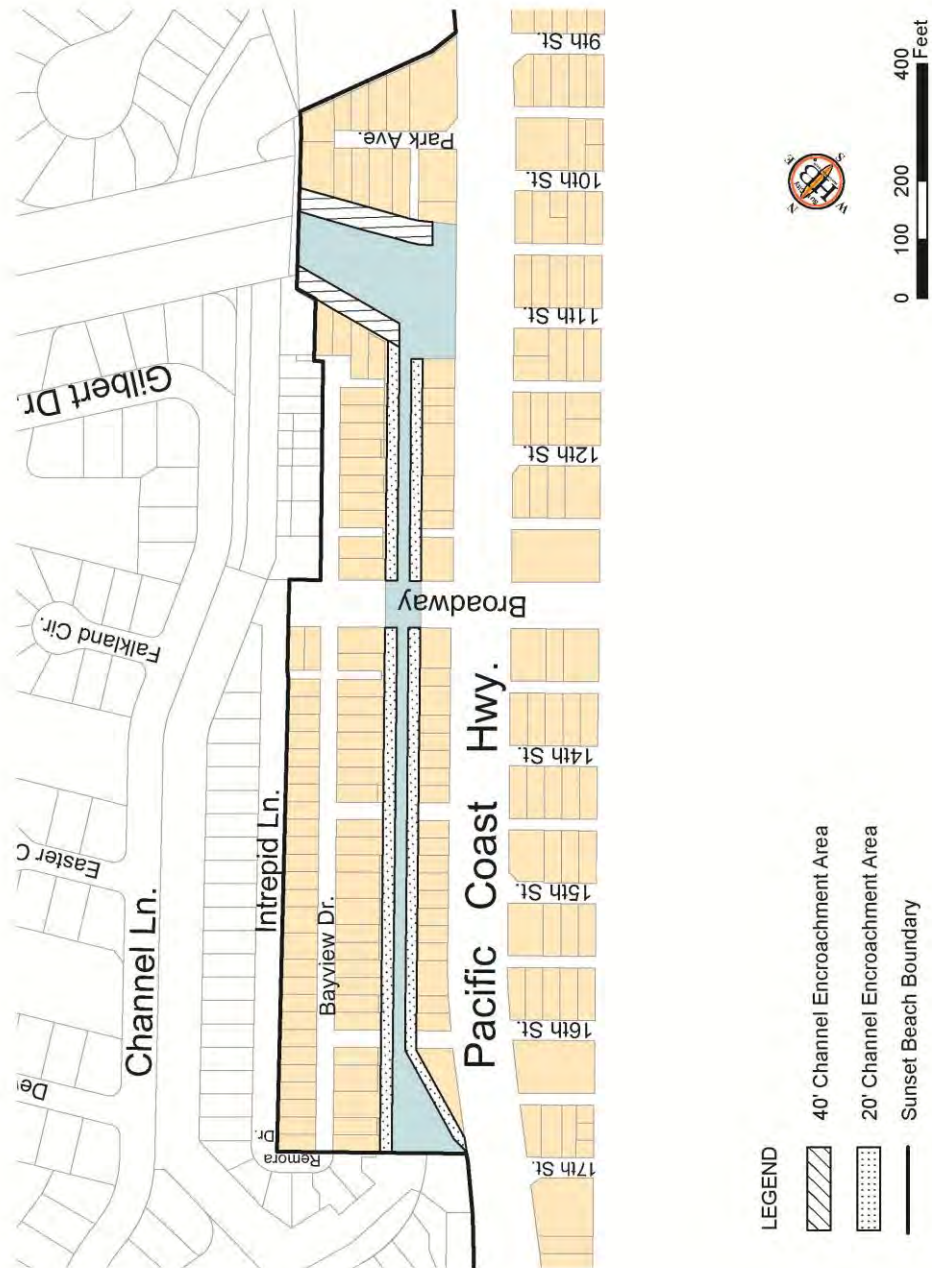 Channel Ln.
Gilbert Dr.
Falkland Cir.
Easter C
De
Intrepid Ln.
Bayview Dr.
Remora
Dr.
Broadway
Park Ave.
Pacific Coast Hwy.
9th St.
10th St.
11th St.
12th St.
14th St.
15th St.
16th St.
17th St.
N
E
S
W
HB
0 100 200 400
Feet
LEGEND
40' Channel Encroachment Area
20' Channel Encroachment Area
Sunset Beach Boundary